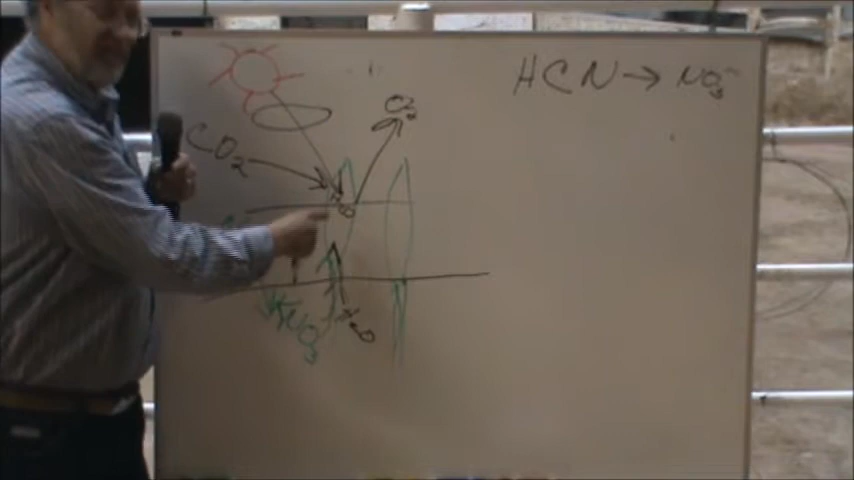 HCN → NO₃⁻
O₂
CO₂
KNO₃
H₂O